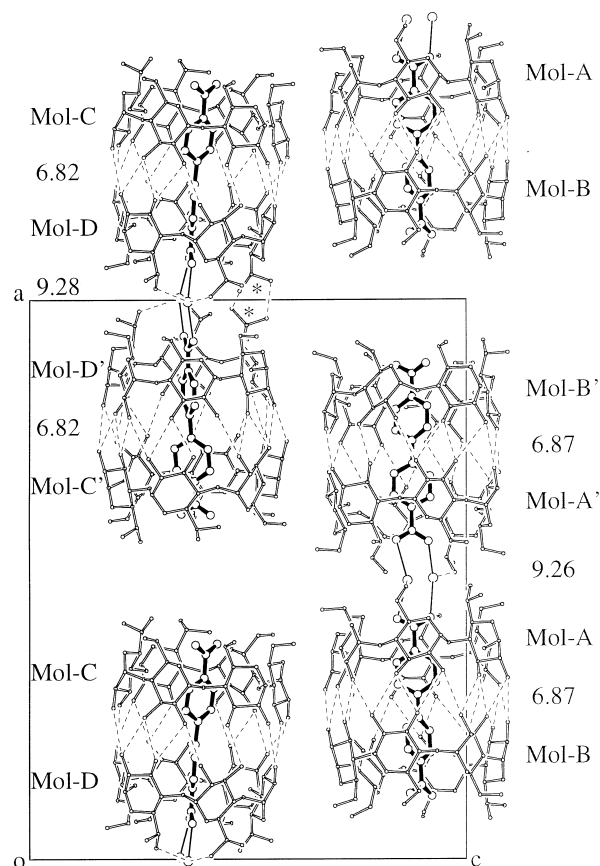 Mol-A
Mol-C
6.82
Mol-B
Mol-D
9.28
a
*
*
Mol-D'
Mol-B'
6.82
6.87
Mol-C'
Mol-A'
9.26
Mol-A
Mol-C
6.87
Mol-B
Mol-D
o
c